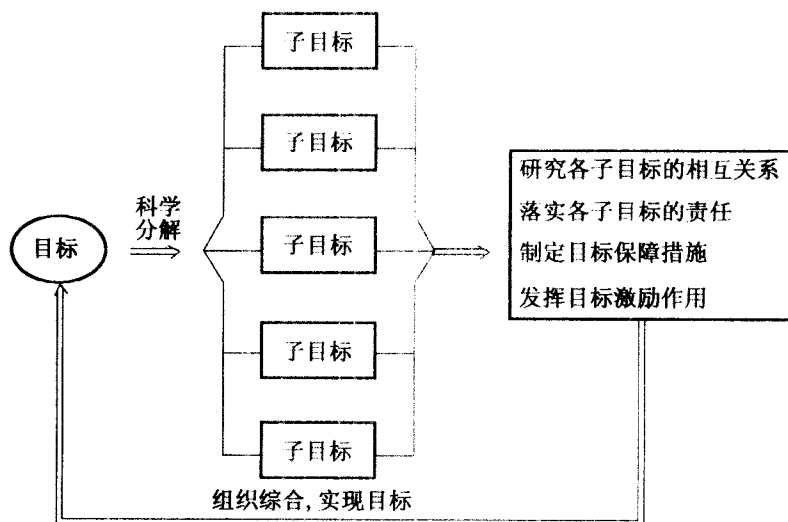 目标
科学
分解
子目标
子目标
子目标
子目标
子目标
研究各子目标的相互关系
落实各子目标的责任
制定目标保障措施
发挥目标激励作用
组织综合, 实现目标